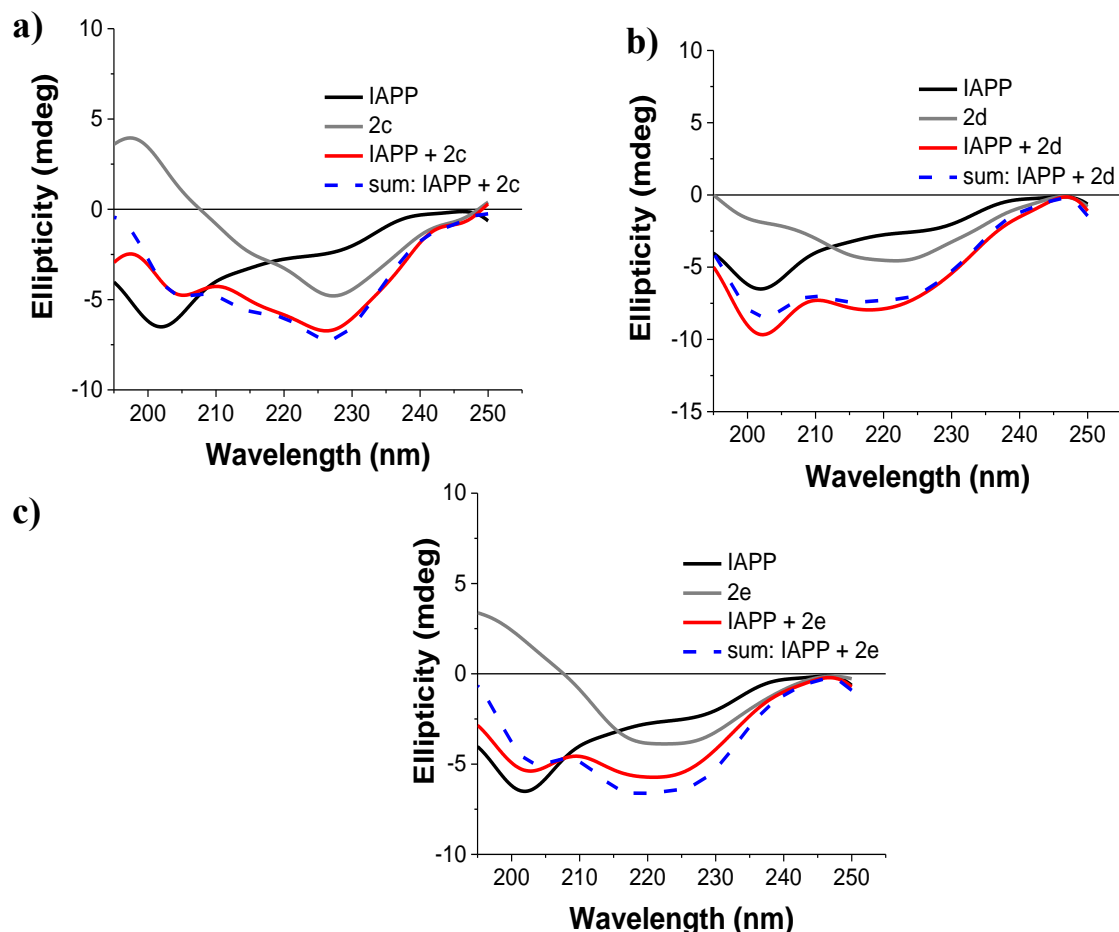 a)
10
5
0
-5
-10
Ellipticity (mdeg)
IAPP
2c
IAPP + 2c
sum: IAPP + 2c
200 210 220 230 240 250
Wavelength (nm)
b)
10
5
0
-5
-10
-15
Ellipticity (mdeg)
IAPP
2d
IAPP + 2d
sum: IAPP + 2d
200 210 220 230 240 250
Wavelength (nm)
c)
10
5
0
-5
-10
Ellipticity (mdeg)
IAPP
2e
IAPP + 2e
sum: IAPP + 2e
200 210 220 230 240 250
Wavelength (nm)